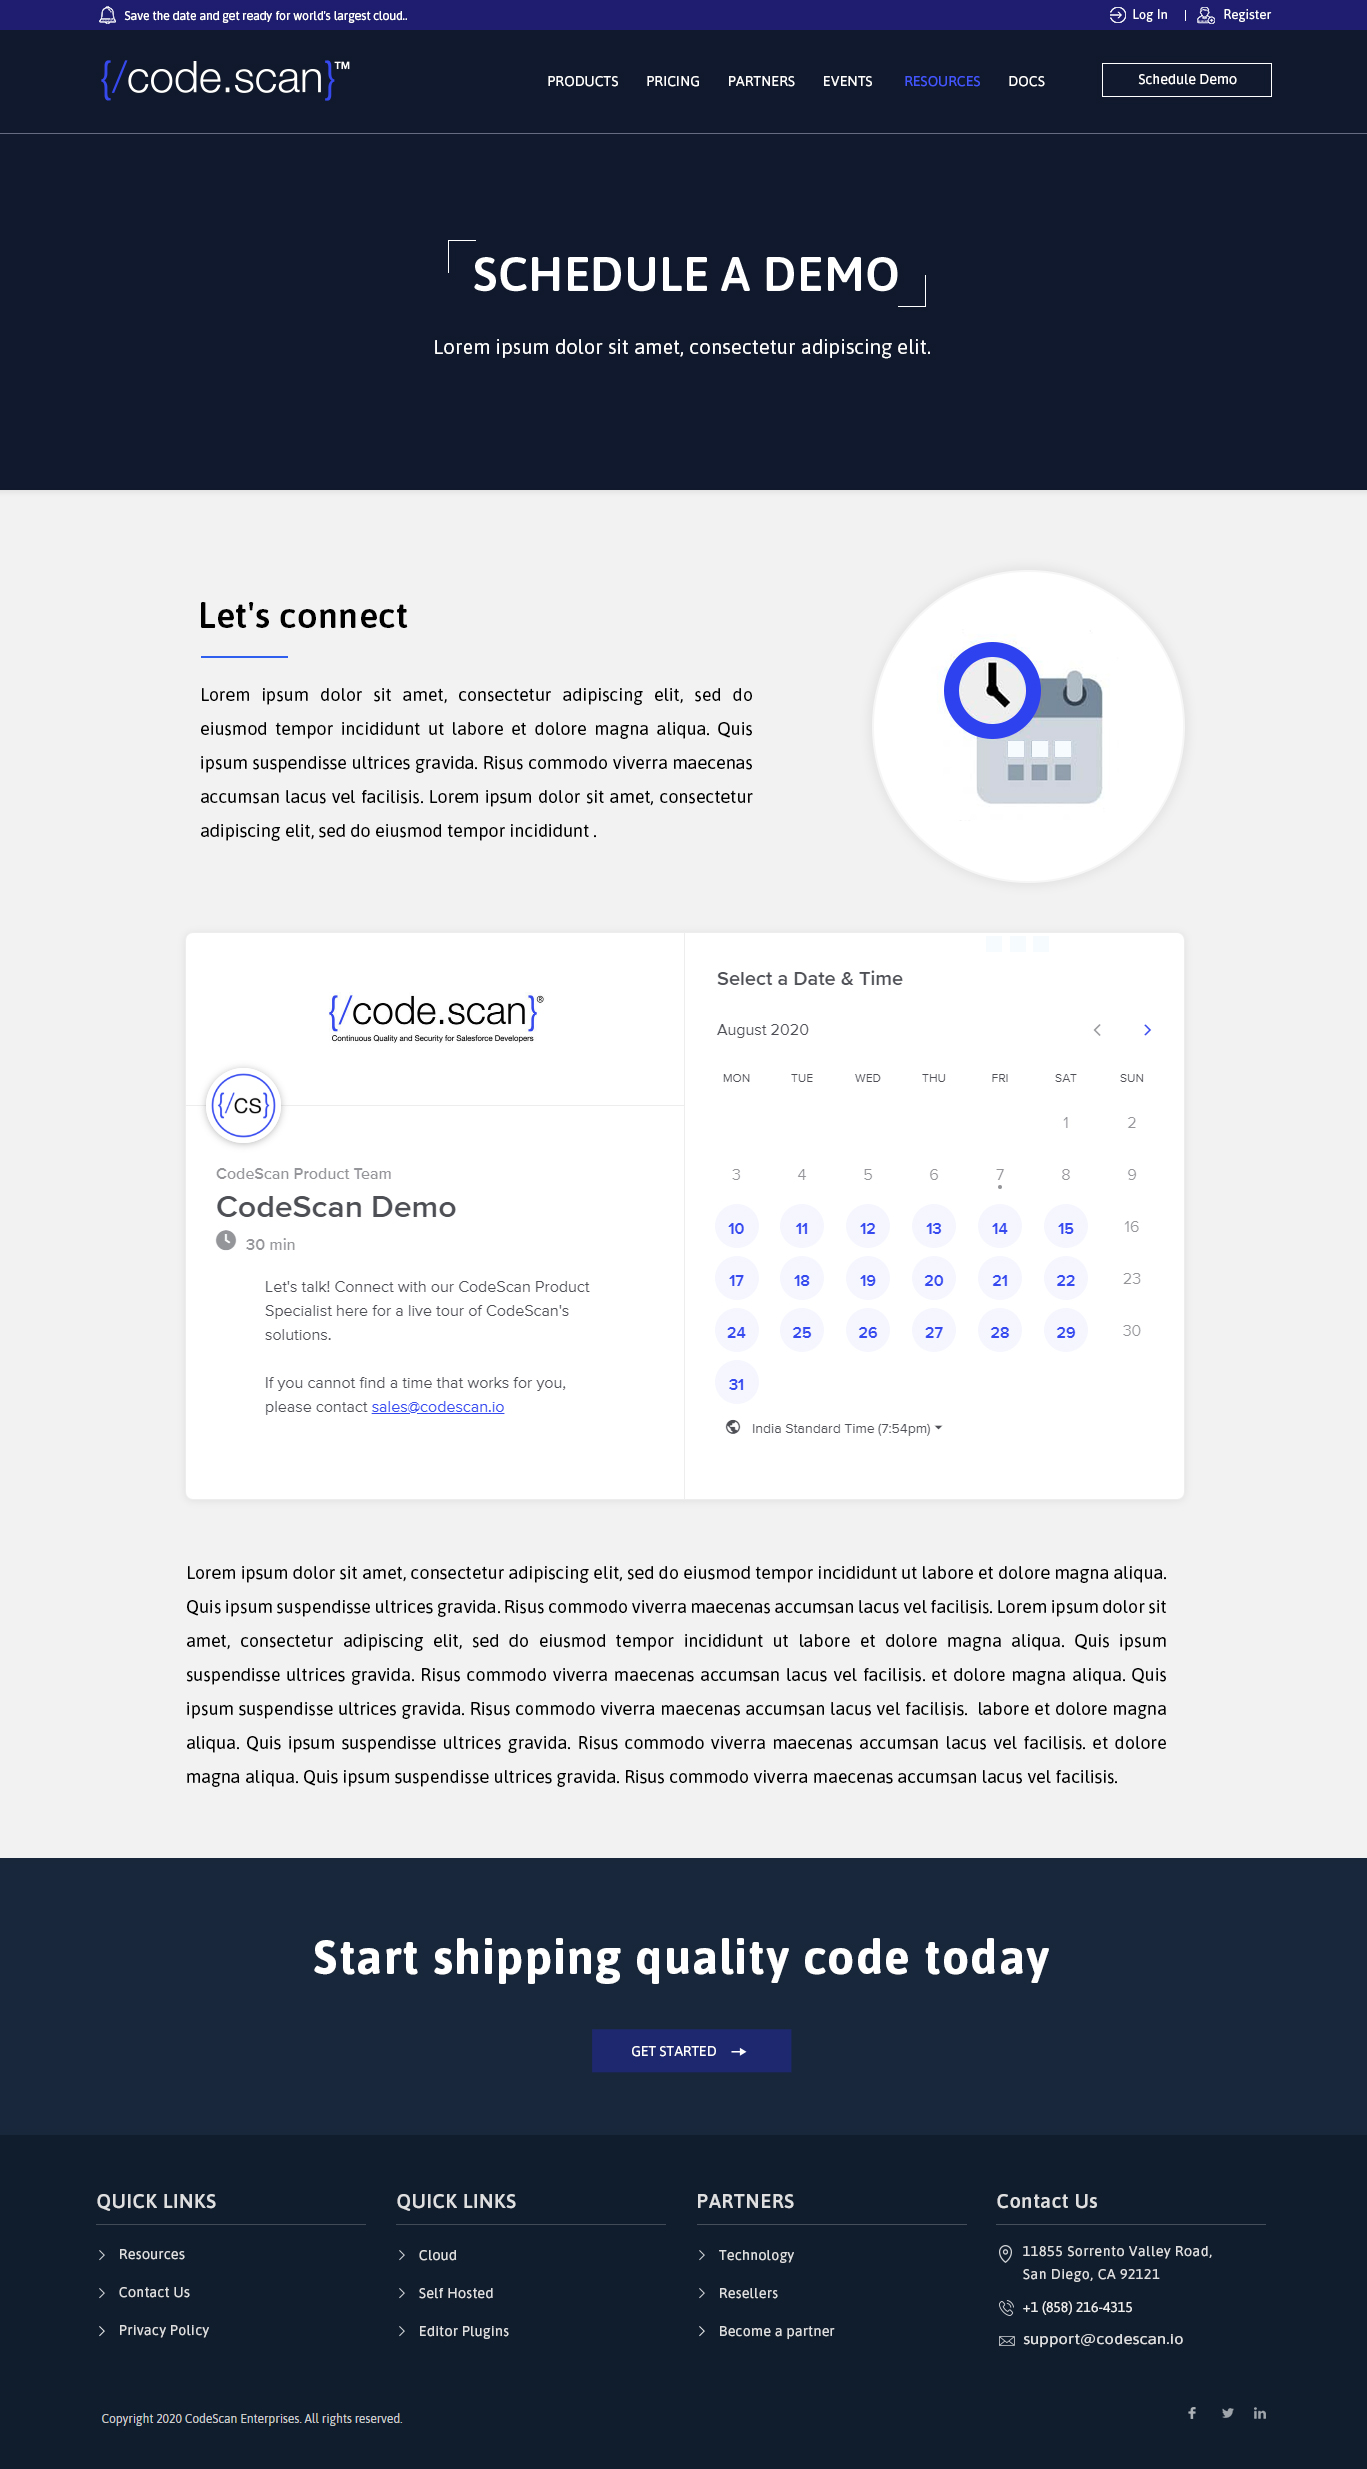 Save the date and get ready for world's largest cloud..
Log In | Register
{/code.scan}™
PRODUCTS PRICING PARTNERS EVENTS RESOURCES DOCS
Schedule Demo
SCHEDULE A DEMO
Lorem ipsum dolor sit amet, consectetur adipiscing elit.
Let's connect
Lorem ipsum dolor sit amet, consectetur adipiscing elit, sed do
eiusmod tempor incididunt ut labore et dolore magna aliqua. Quis
ipsum suspendisse ultrices gravida. Risus commodo viverra maecenas
accumsan lacus vel facilisis. Lorem ipsum dolor sit amet, consectetur
adipiscing elit, sed do eiusmod tempor incididunt .
{/code.scan}®
Continuous Quality and Security for Salesforce Developers
{/CS}
CodeScan Product Team
CodeScan Demo
30 min
Let's talk! Connect with our CodeScan Product
Specialist here for a live tour of CodeScan's
solutions.
If you cannot find a time that works for you,
please contact sales@codescan.io
Select a Date & Time
August 2020
MON TUE WED THU FRI SAT SUN
1 2
3 4 5 6 7 8 9
10 11 12 13 14 15 16
17 18 19 20 21 22 23
24 25 26 27 28 29 30
31
India Standard Time (7:54pm)
Lorem ipsum dolor sit amet, consectetur adipiscing elit, sed do eiusmod tempor incididunt ut labore et dolore magna aliqua.
Quis ipsum suspendisse ultrices gravida. Risus commodo viverra maecenas accumsan lacus vel facilisis. Lorem ipsum dolor sit
amet, consectetur adipiscing elit, sed do eiusmod tempor incididunt ut labore et dolore magna aliqua. Quis ipsum
suspendisse ultrices gravida. Risus commodo viverra maecenas accumsan lacus vel facilisis. et dolore magna aliqua. Quis
ipsum suspendisse ultrices gravida. Risus commodo viverra maecenas accumsan lacus vel facilisis. labore et dolore magna
aliqua. Quis ipsum suspendisse ultrices gravida. Risus commodo viverra maecenas accumsan lacus vel facilisis. et dolore
magna aliqua. Quis ipsum suspendisse ultrices gravida. Risus commodo viverra maecenas accumsan lacus vel facilisis.
Start shipping quality code today
GET STARTED
QUICK LINKS
Resources
Contact Us
Privacy Policy
QUICK LINKS
Cloud
Self Hosted
Editor Plugins
PARTNERS
Technology
Resellers
Become a partner
Contact Us
11855 Sorrento Valley Road,
San Diego, CA 92121
+1 (858) 216-4315
support@codescan.io
Copyright 2020 CodeScan Enterprises. All rights reserved.